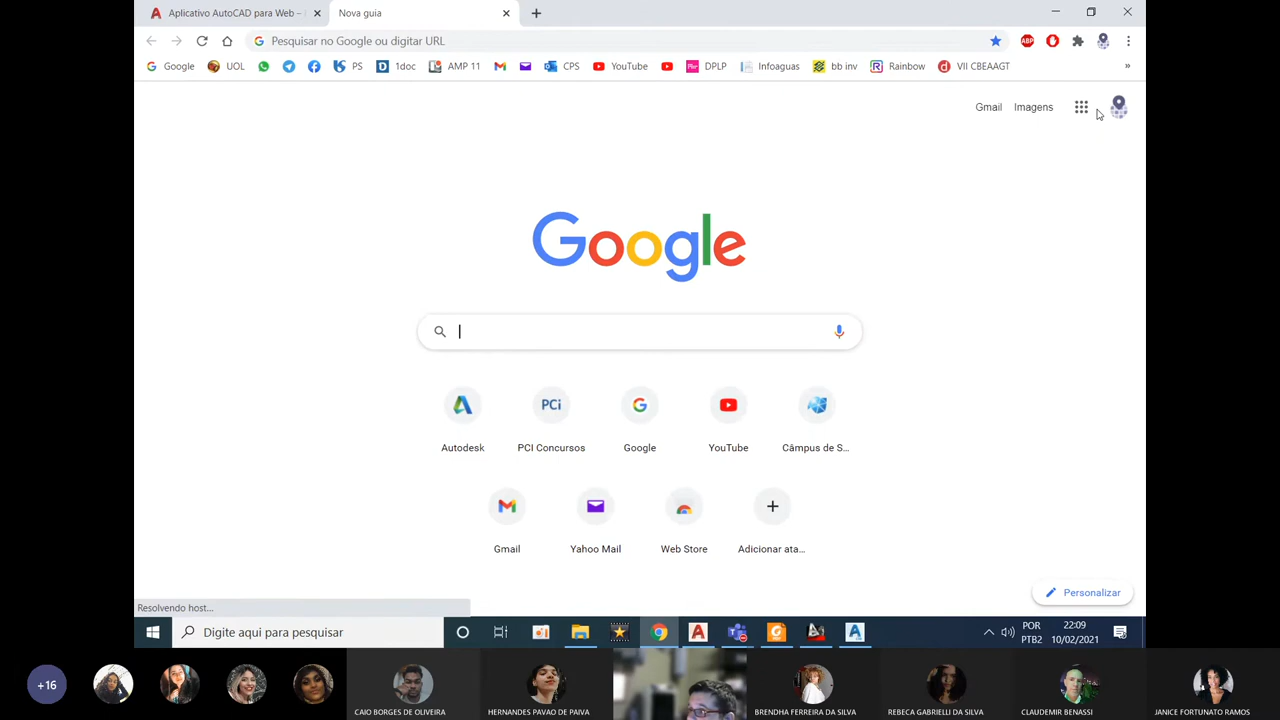 Aplicativo AutoCAD para Web –
Nova guia
Pesquisar no Google ou digitar URL
ABP
Google
UOL
PS
1doc
AMP 11
CPS
YouTube
DPLP
Infoaguas
bb inv
Rainbow
VII CBEAAGT
»
Gmail
Imagens
Google
Autodesk
PCi
PCI Concursos
Google
YouTube
Câmpus de S...
Gmail
Yahoo Mail
Web Store
Adicionar ata...
Personalizar
Resolvendo host...
Digite aqui para pesquisar
POR
PTB2
22:09
10/02/2021
+16
CAIO BORGES DE OLIVEIRA
HERNANDES PAVAO DE PAIVA
BRENDHA FERREIRA DA SILVA
REBECA GABRIELLI DA SILVA
CLAUDEMIR BENASSI
JANICE FORTUNATO RAMOS